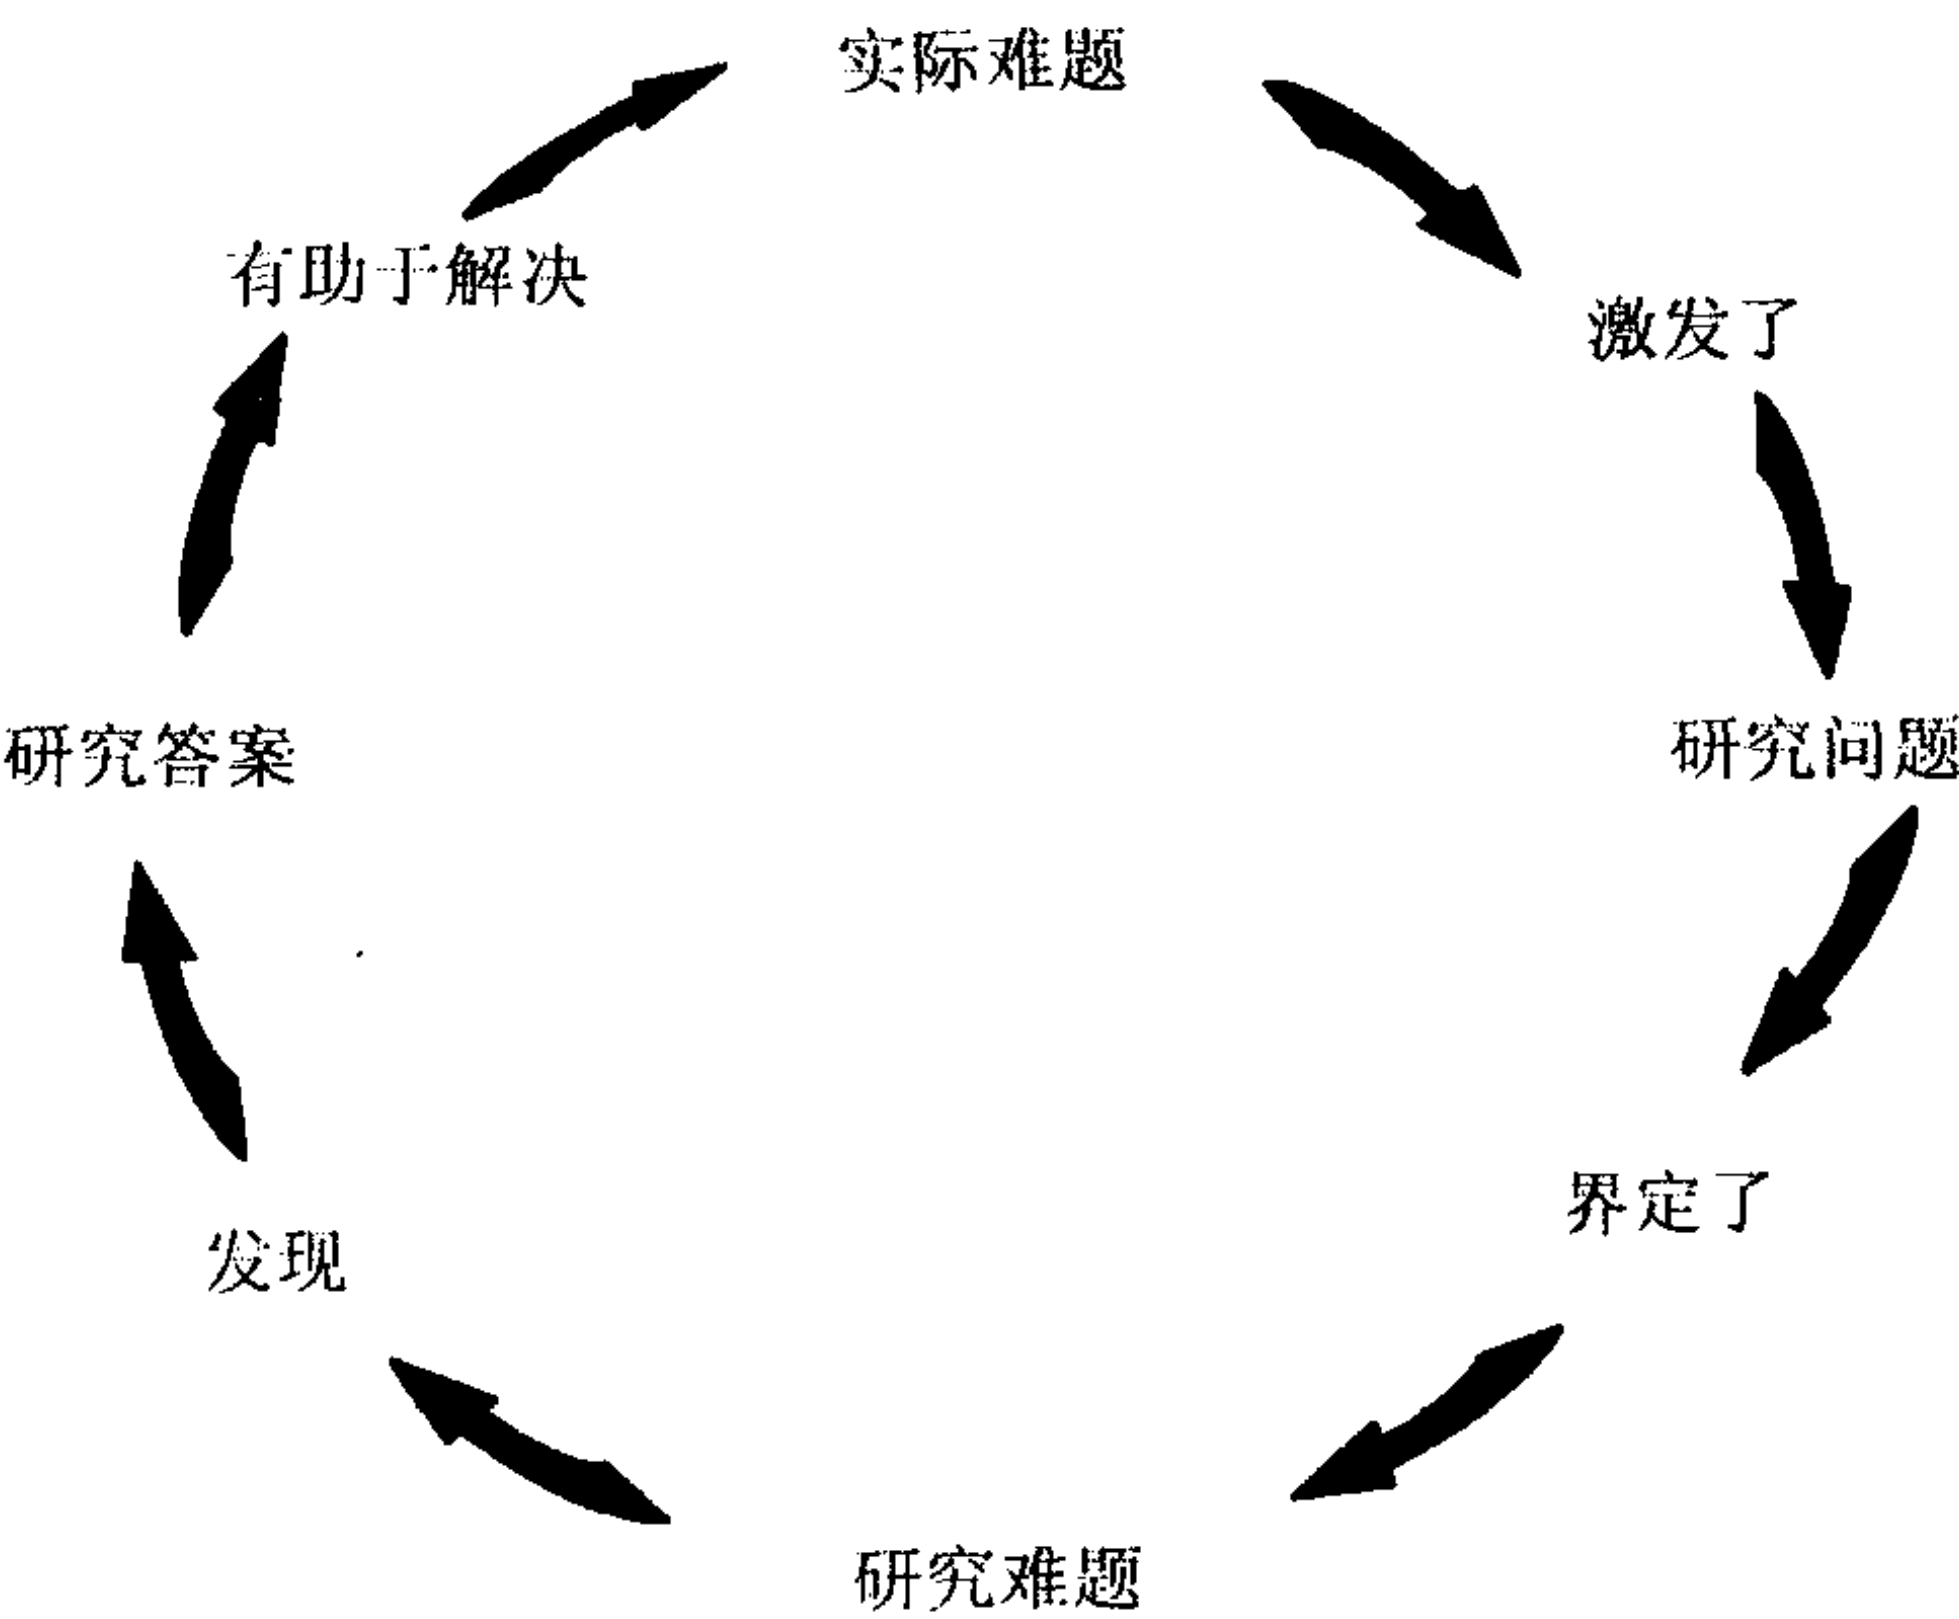 实际难题
激发了
研究问题
界定了
研究难题
发现
研究答案
有助于解决